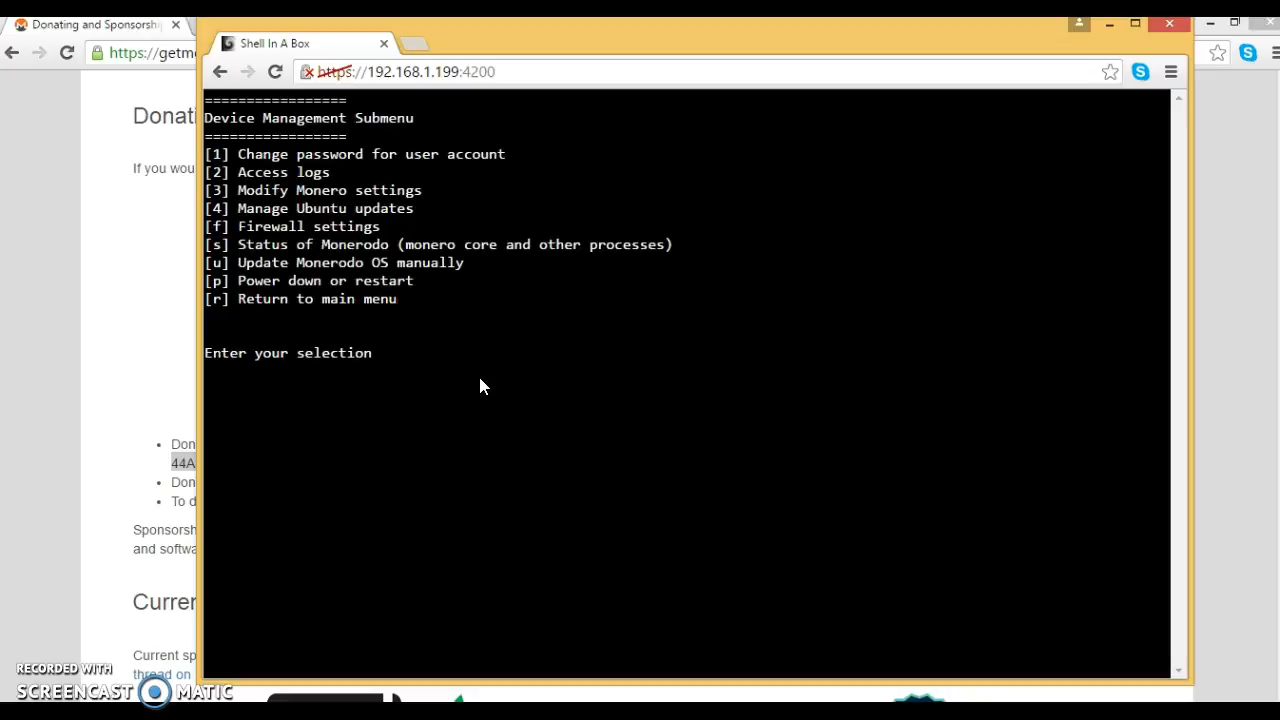 Donating and Sponsorsh
Shell In A Box
https://getm
https://192.168.1.199:4200
=================
Device Management Submenu
=================
[1] Change password for user account
[2] Access logs
[3] Modify Monero settings
[4] Manage Ubuntu updates
[f] Firewall settings
[s] Status of Monerodo (monero core and other processes)
[u] Update Monerodo OS manually
[p] Power down or restart
[r] Return to main menu
Enter your selection
Donati
If you wou
Don
44A
Don
To d
Sponsorsh
and softwa
Curren
Current sp
thread on
RECORDED WITH
SCREENCAST MATIC